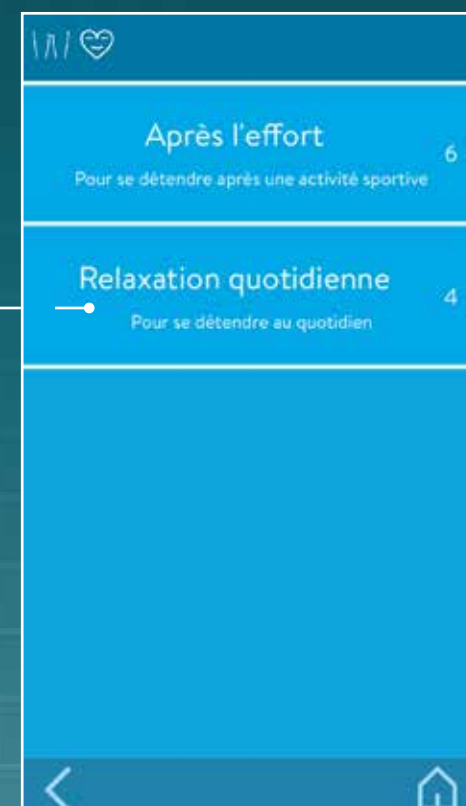 Après l'effort
6
Pour se détendre après une activité sportive
Relaxation quotidienne
4
Pour se détendre au quotidien